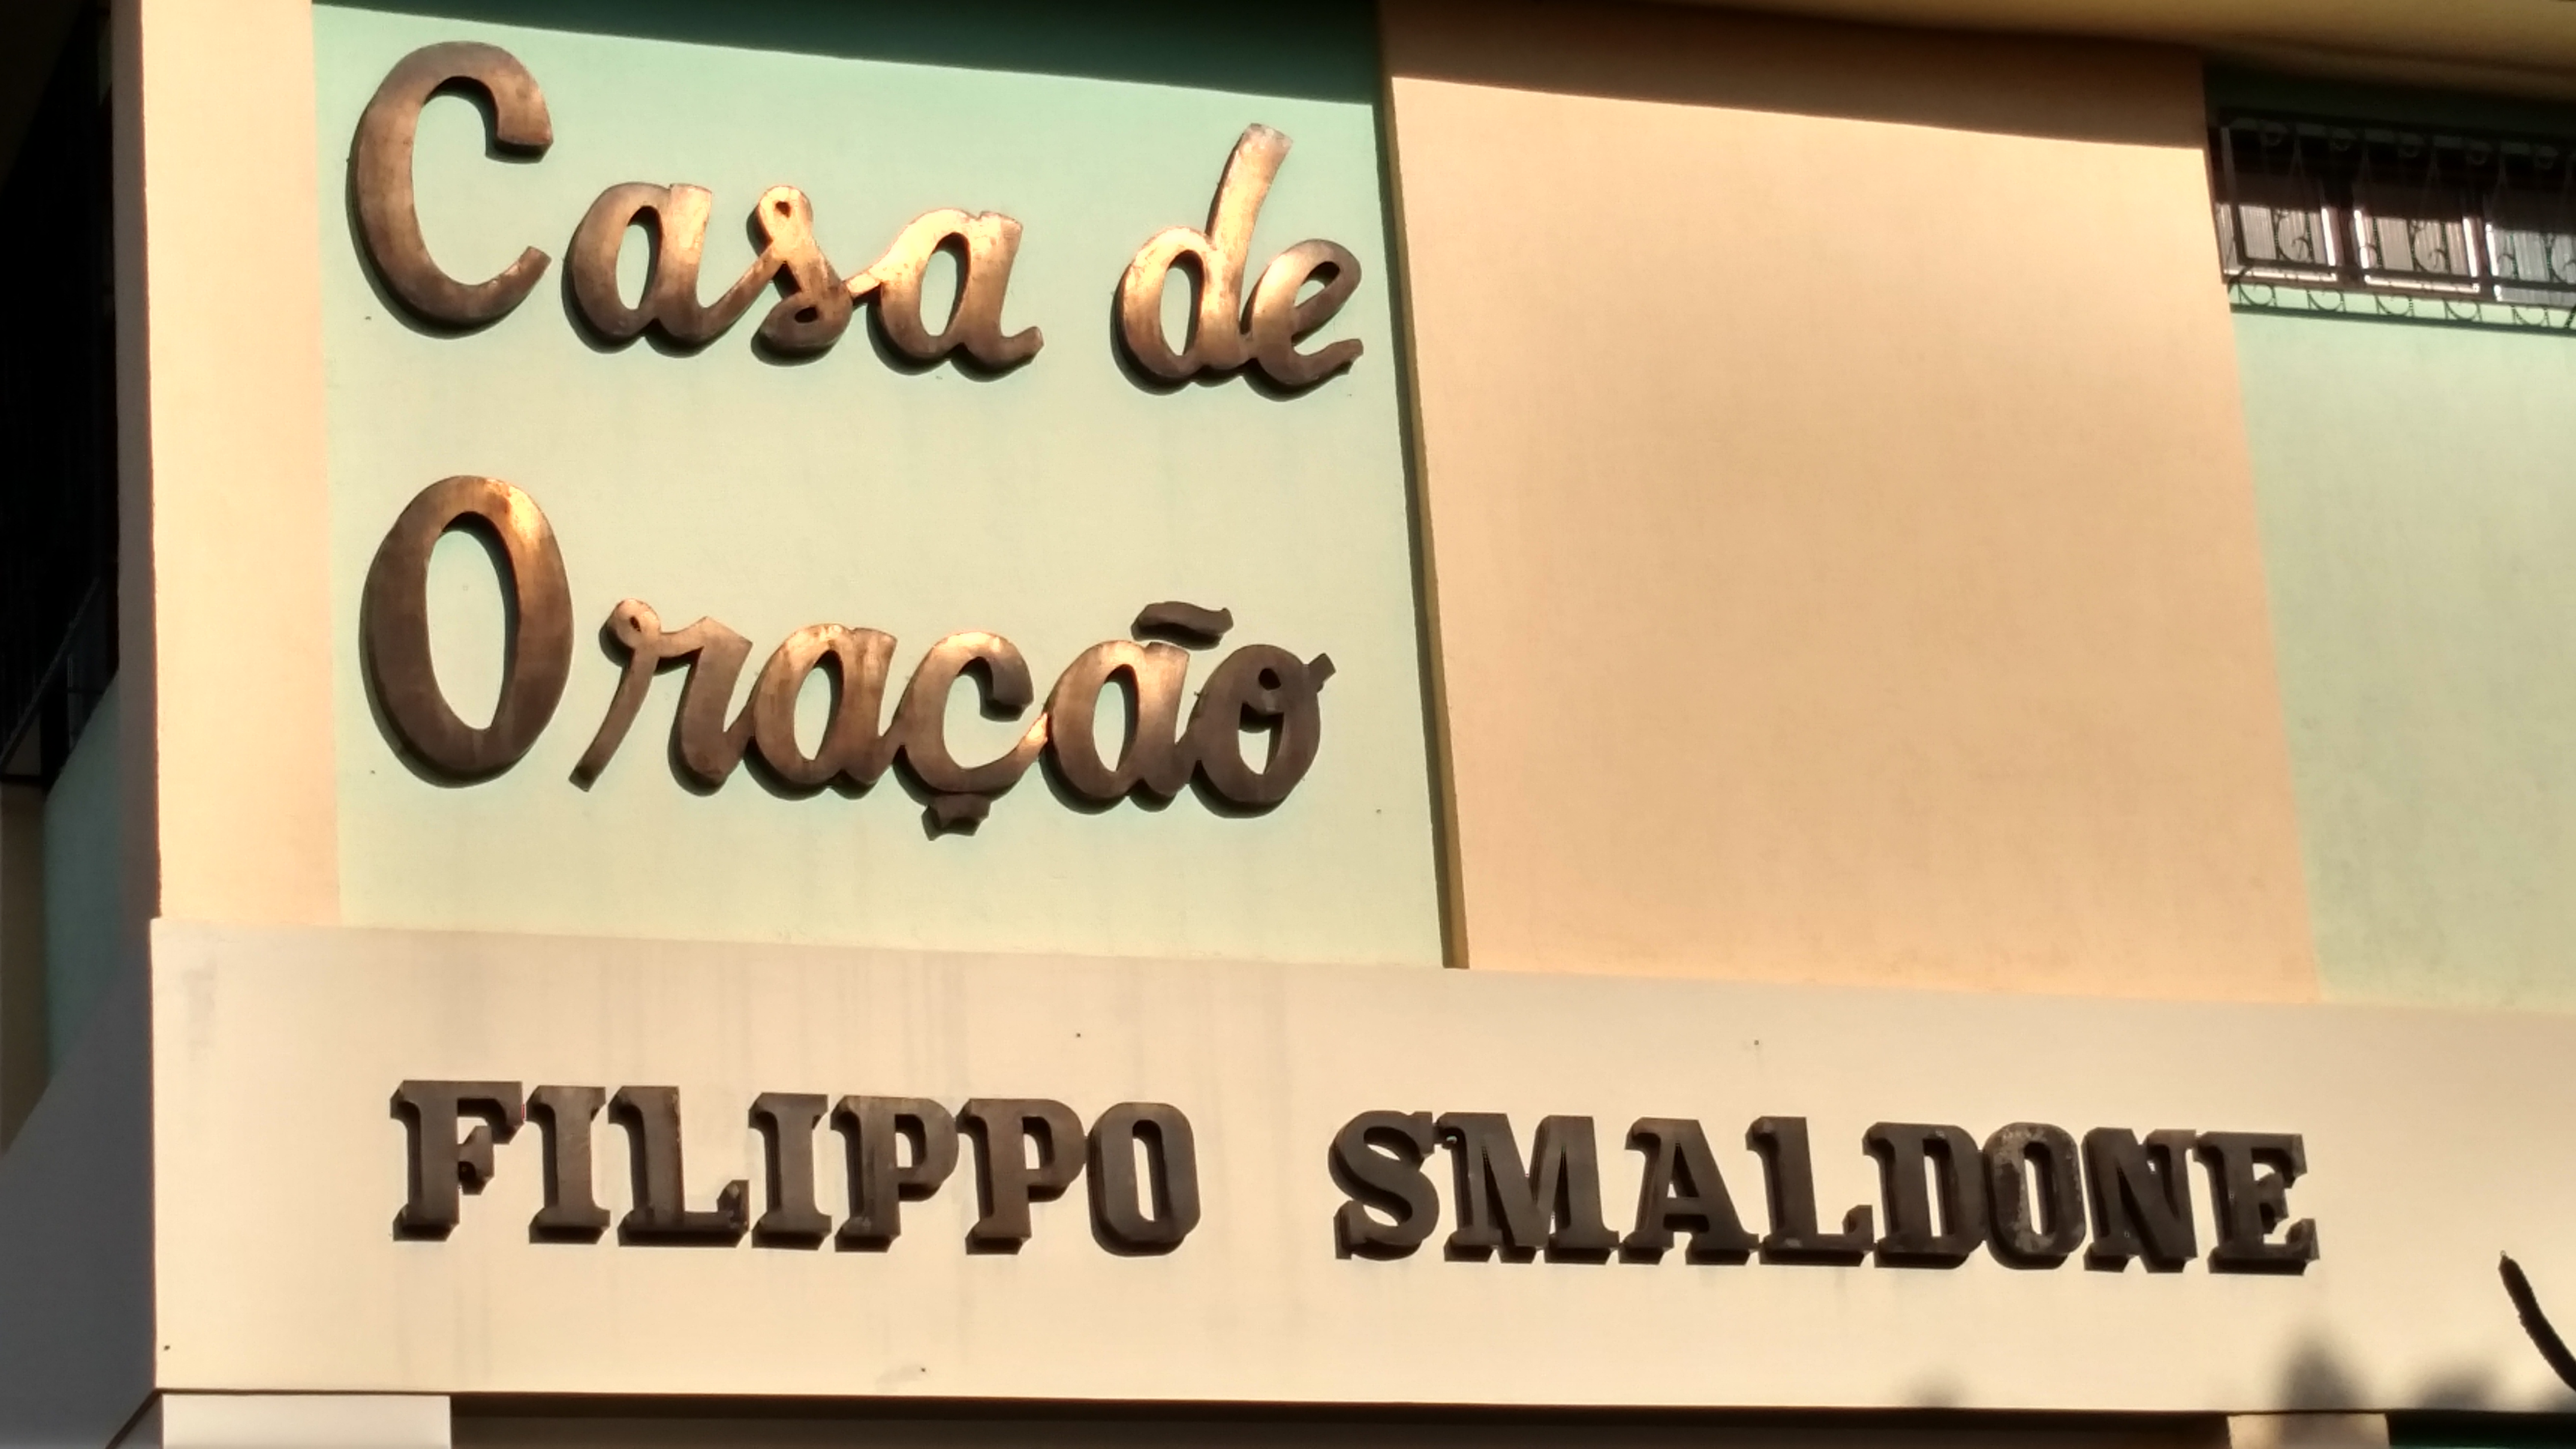 Casa de
Oração
FILIPPO SMALDONE